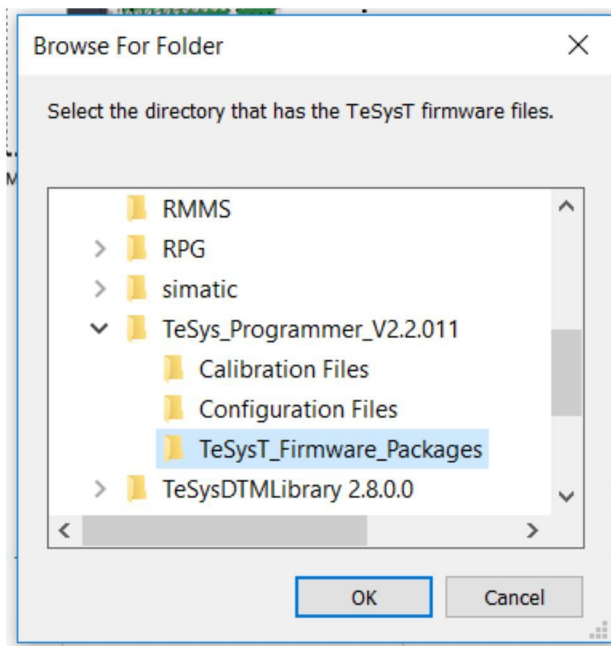 Browse For Folder
Select the directory that has the TeSysT firmware files.
RMMS
RPG
simatic
TeSys_Programmer_V2.2.011
Calibration Files
Configuration Files
TeSysT_Firmware_Packages
TeSysDTMLibrary 2.8.0.0
OK
Cancel